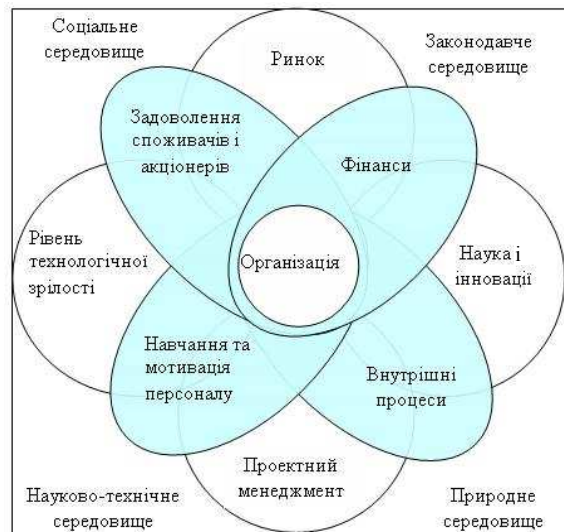 Соціальне
середовище
Ринок
Законодавче
середовище
Задоволення
споживачів і
акціонерів
Фінанси
Рівень
технологічної
зрілості
Організація
Наука і
інновації
Навчання та
мотивація
персоналу
Внутрішні
процеси
Проектний
менеджмент
Науково-технічне
середовище
Природне
середовище